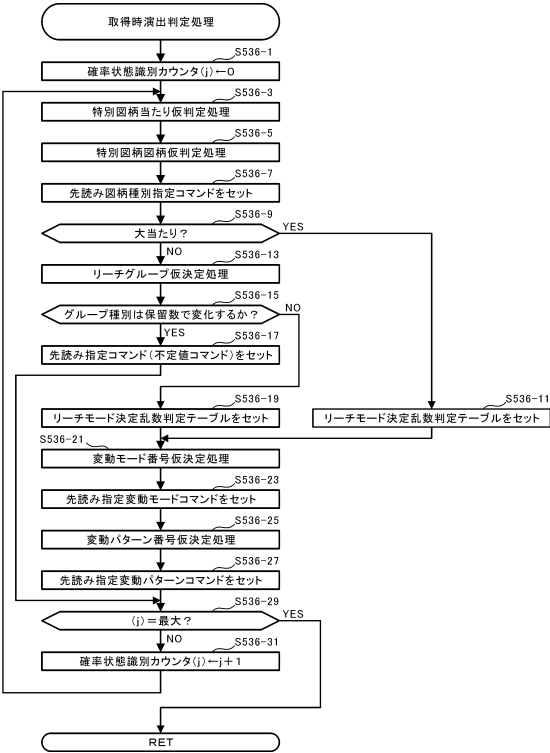 取得時演出判定処理
S536-1
確率状態識別カウンタ(j)←0
S536-3
特別図柄当たり仮判定処理
S536-5
特別図柄図柄仮判定処理
S536-7
先読み図柄種別指定コマンドをセット
S536-9
大当たり?
YES
NO
S536-13
リーチグループ仮決定処理
S536-15
グループ種別は保留数で変化するか?
NO
YES
S536-17
先読み指定コマンド(不定値コマンド)をセット
S536-19
リーチモード決定乱数判定テーブルをセット
S536-11
リーチモード決定乱数判定テーブルをセット
S536-21
変動モード番号仮決定処理
S536-23
先読み指定変動モードコマンドをセット
S536-25
変動パターン番号仮決定処理
S536-27
先読み指定変動パターンコマンドをセット
S536-29
(j)=最大?
YES
NO
S536-31
確率状態識別カウンタ(j)←j+1
RET